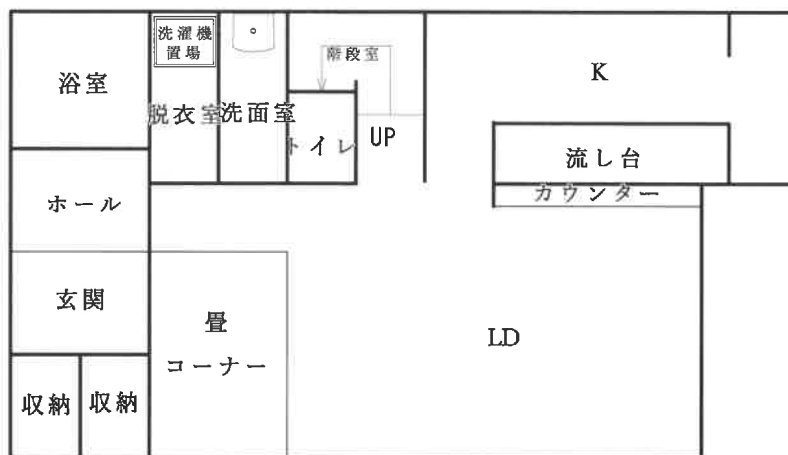 洗濯機
置場
浴室
脱衣室
洗面室
階段室
トイレ
UP
K
流し台
カウンター
ホール
玄関
畳
コーナー
LD
収納
収納